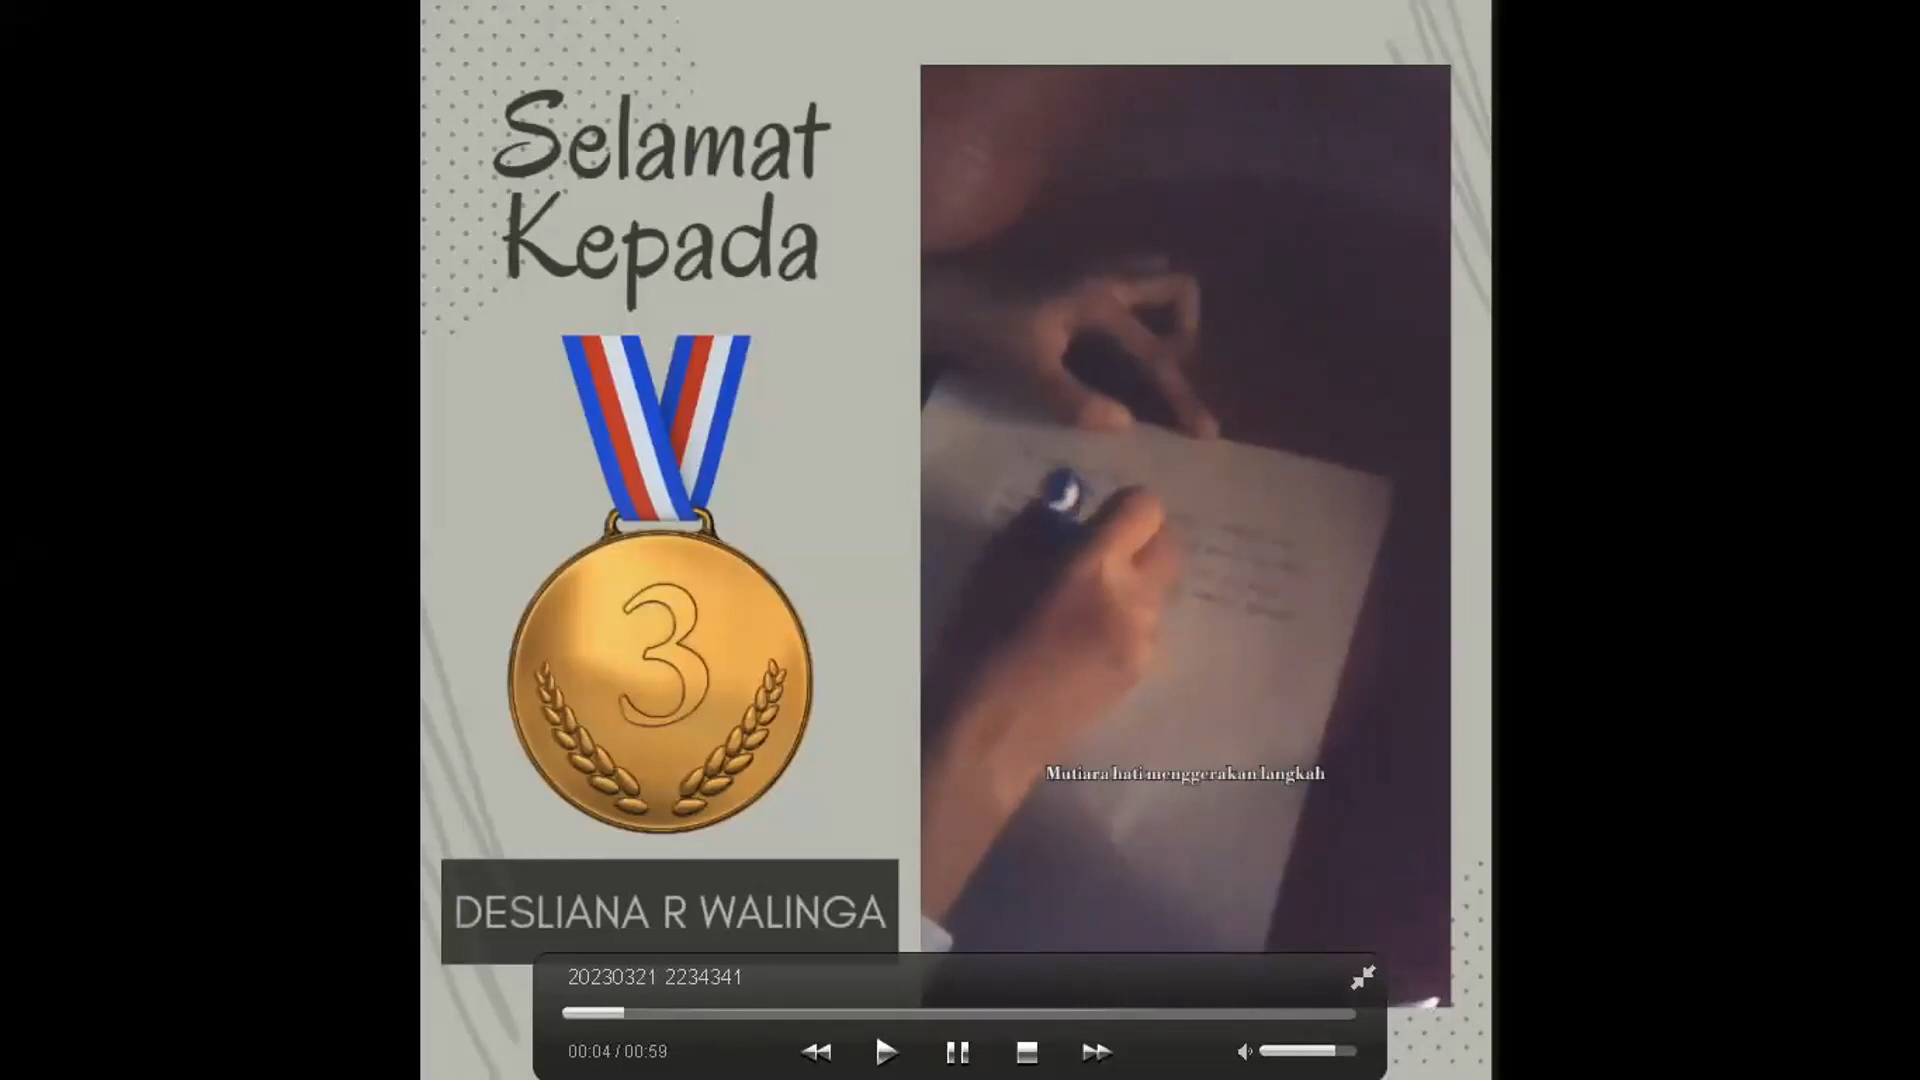 Selamat
Kepada
3
DESLIANA R WALINGA
Mutiara hati menggerakan langkah
20230321 2234341
00:04 / 00:59